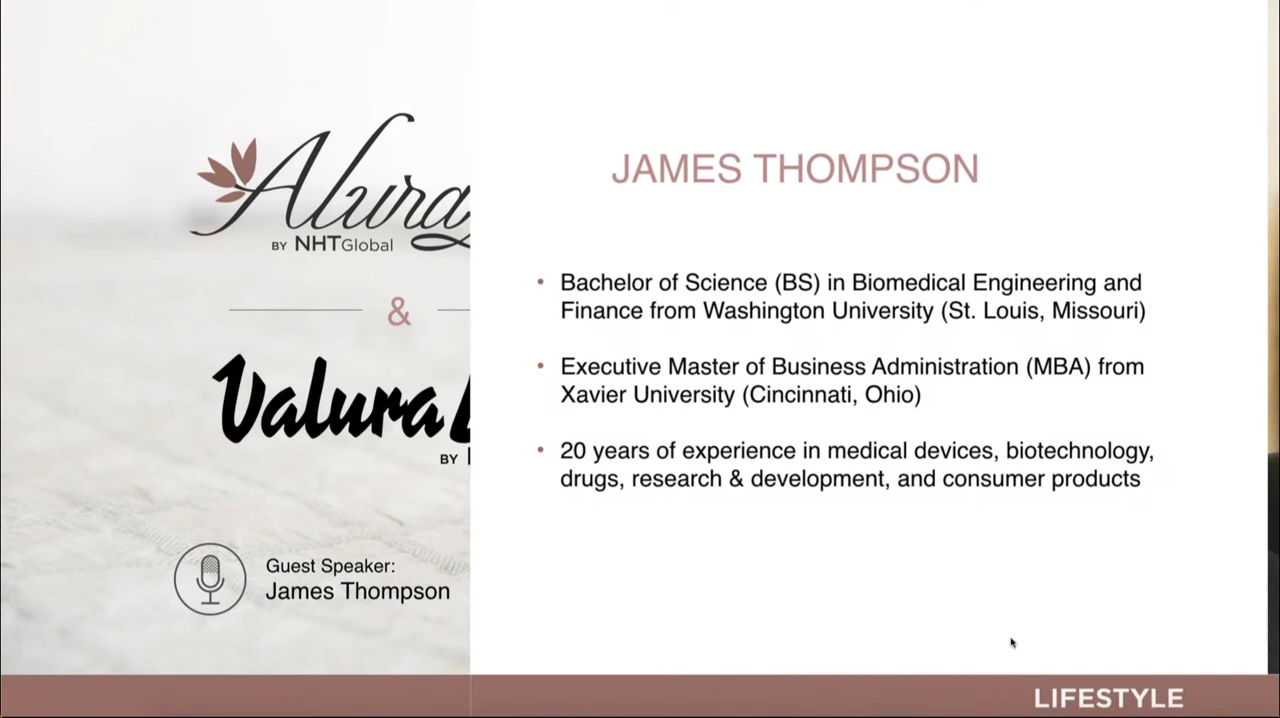 Alura
BY NHTGlobal
&
Valura
BY
Guest Speaker:
James Thompson
JAMES THOMPSON
• Bachelor of Science (BS) in Biomedical Engineering and
Finance from Washington University (St. Louis, Missouri)
• Executive Master of Business Administration (MBA) from
Xavier University (Cincinnati, Ohio)
• 20 years of experience in medical devices, biotechnology,
drugs, research & development, and consumer products
LIFESTYLE